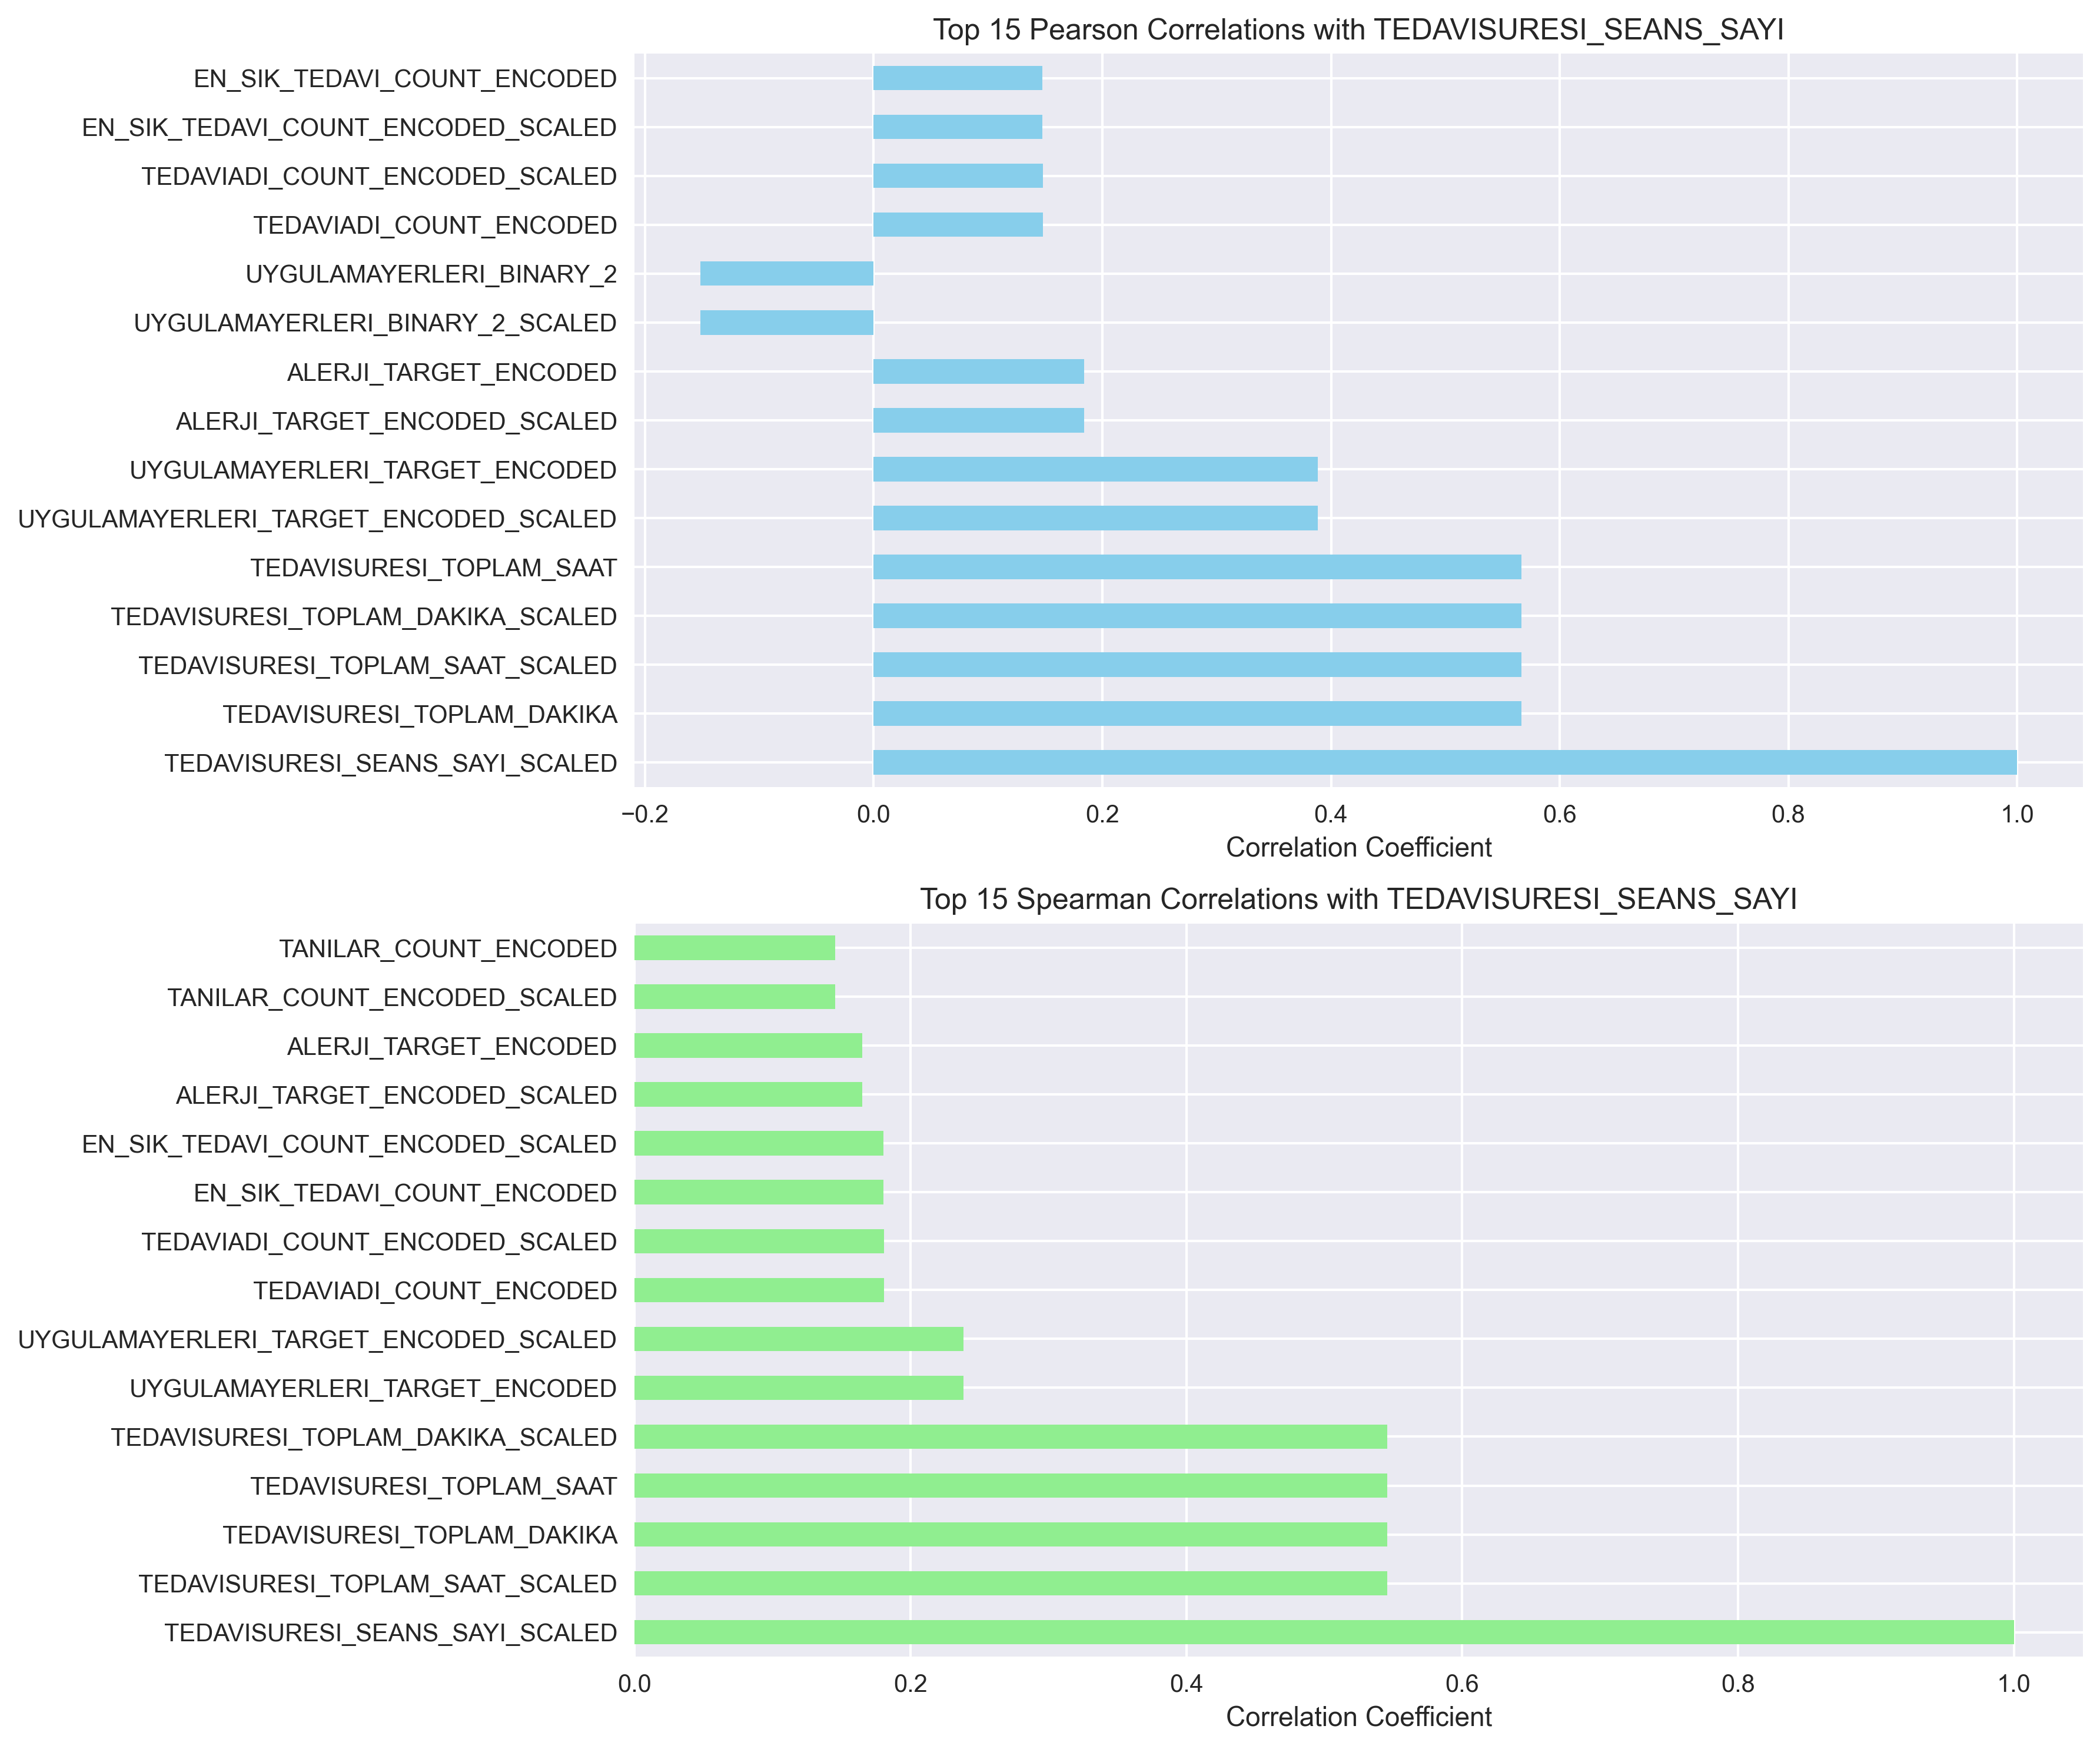 Top 15 Pearson Correlations with TEDAVISURESI_SEANS_SAYI
EN_SIK_TEDAVI_COUNT_ENCODED
EN_SIK_TEDAVI_COUNT_ENCODED_SCALED
TEDAVIADI_COUNT_ENCODED_SCALED
TEDAVIADI_COUNT_ENCODED
UYGULAMAYERLERI_BINARY_2
UYGULAMAYERLERI_BINARY_2_SCALED
ALERJI_TARGET_ENCODED
ALERJI_TARGET_ENCODED_SCALED
UYGULAMAYERLERI_TARGET_ENCODED
UYGULAMAYERLERI_TARGET_ENCODED_SCALED
TEDAVISURESI_TOPLAM_SAAT
TEDAVISURESI_TOPLAM_DAKIKA_SCALED
TEDAVISURESI_TOPLAM_SAAT_SCALED
TEDAVISURESI_TOPLAM_DAKIKA
TEDAVISURESI_SEANS_SAYI_SCALED
−0.2 0.0 0.2 0.4 0.6 0.8 1.0
Correlation Coefficient
Top 15 Spearman Correlations with TEDAVISURESI_SEANS_SAYI
TANILAR_COUNT_ENCODED
TANILAR_COUNT_ENCODED_SCALED
ALERJI_TARGET_ENCODED
ALERJI_TARGET_ENCODED_SCALED
EN_SIK_TEDAVI_COUNT_ENCODED_SCALED
EN_SIK_TEDAVI_COUNT_ENCODED
TEDAVIADI_COUNT_ENCODED_SCALED
TEDAVIADI_COUNT_ENCODED
UYGULAMAYERLERI_TARGET_ENCODED_SCALED
UYGULAMAYERLERI_TARGET_ENCODED
TEDAVISURESI_TOPLAM_DAKIKA_SCALED
TEDAVISURESI_TOPLAM_SAAT
TEDAVISURESI_TOPLAM_DAKIKA
TEDAVISURESI_TOPLAM_SAAT_SCALED
TEDAVISURESI_SEANS_SAYI_SCALED
0.0 0.2 0.4 0.6 0.8 1.0
Correlation Coefficient